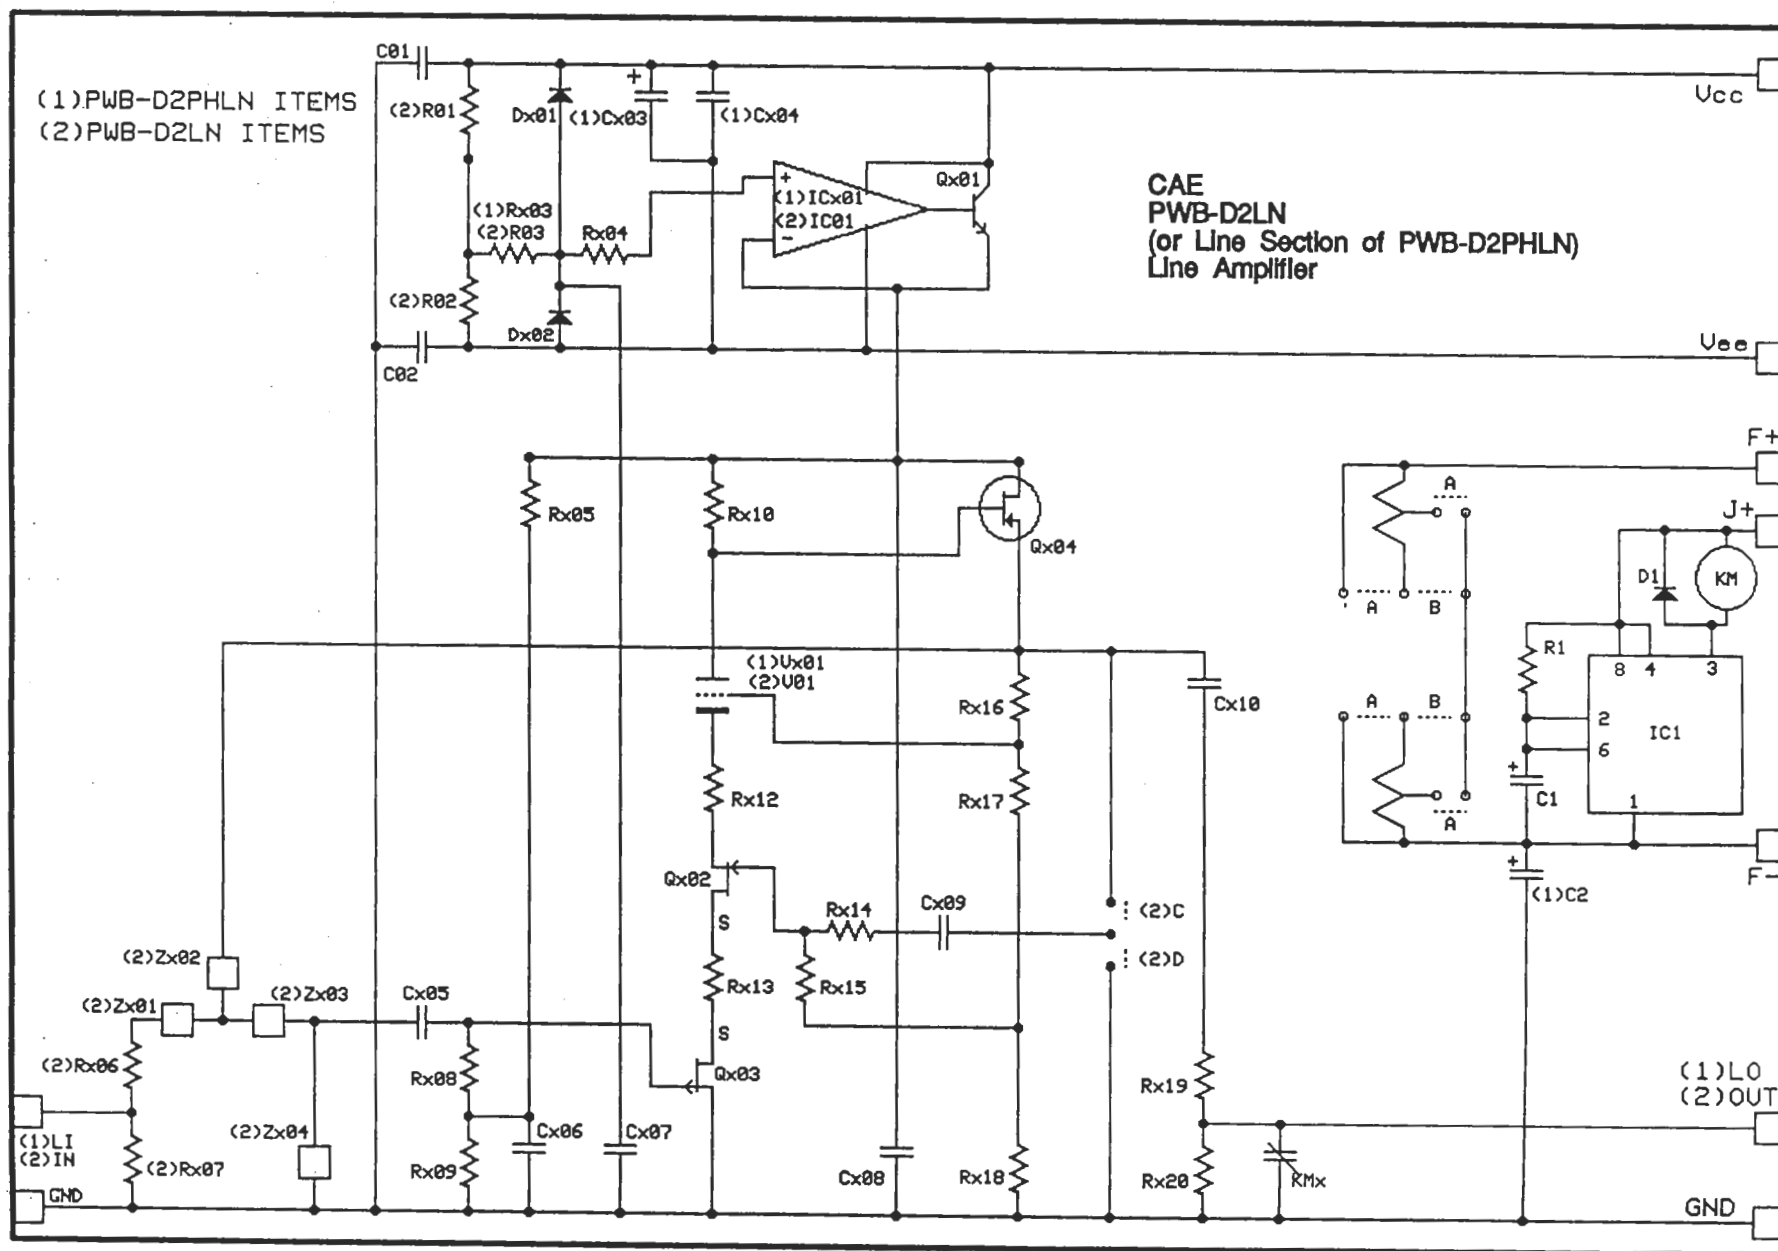 C01
(1)PWB-D2PHLN ITEMS
(2)PWB-D2LN ITEMS
(2)R01
Dx01
+
(1)Cx03
(1)Cx04
Vcc
(1)Rx03
(2)R03
Rx04
+
(1)ICx01
(2)IC01
-
Qx01
CAE
PWB-D2LN
(or Line Section of PWB-D2PHLN)
Line Amplifier
(2)R02
Dx02
C02
Vee
F+
Rx05
Rx10
Qx04
A
J+
D1
KM
A
B
R1
8
4
3
(1)Vx01
(2)V01
Rx16
Cx10
A
B
2
6
IC1
Rx12
Rx17
+
C1
1
A
Qx02
S
Rx14
Cx09
(2)C
+
(1)C2
F-
(2)Zx02
(2)Zx01
(2)Zx03
Cx05
Rx13
Rx15
(2)D
S
(2)Rx06
Rx08
Qx03
Rx19
(1)LO
(2)OUT
(1)LI
(2)IN
(2)Zx04
(2)Rx07
Rx09
Cx06
Cx07
Cx08
Rx18
Rx20
KMx
GND
GND